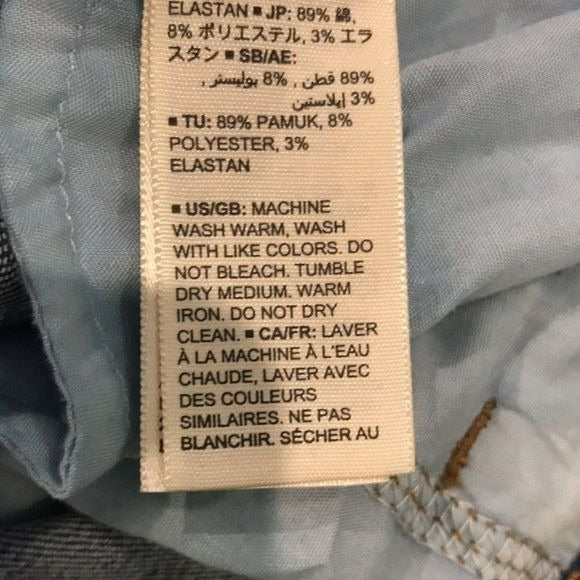 ELASTAN ■ JP: 89% 綿,
8% ポリエステル, 3% エラ
スタン ■ SB/AE:
89% قطن , 8% بوليستر ,
3% إيلاستين
■ TU: 89% PAMUK, 8%
POLYESTER, 3%
ELASTAN
■ US/GB: MACHINE
WASH WARM, WASH
WITH LIKE COLORS. DO
NOT BLEACH. TUMBLE
DRY MEDIUM. WARM
IRON. DO NOT DRY
CLEAN. ■ CA/FR: LAVER
À LA MACHINE À L'EAU
CHAUDE, LAVER AVEC
DES COULEURS
SIMILAIRES. NE PAS
BLANCHIR. SÉCHER AU